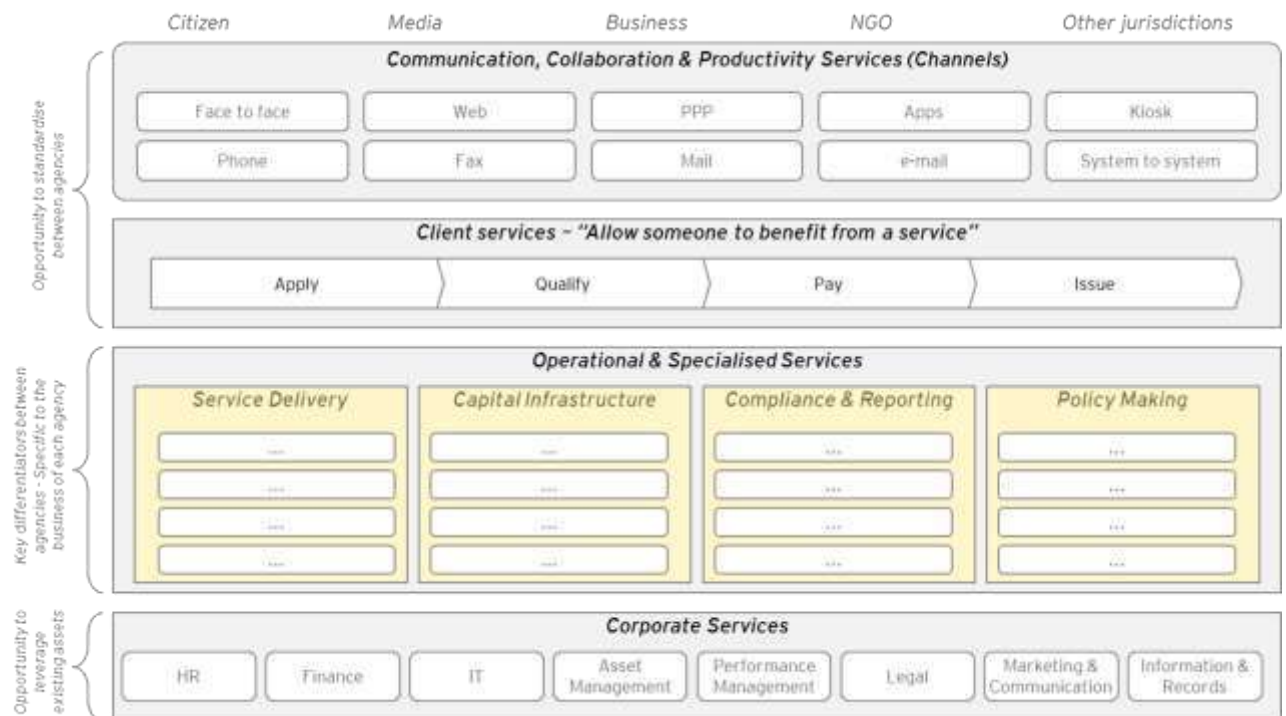 Citizen
Media
Business
NGO
Other jurisdictions
Opportunity to standardise
between agencies
Communication, Collaboration & Productivity Services (Channels)
Face to face
Web
PPP
Apps
Kiosk
Phone
Fax
Mail
e-mail
System to system
Client services – "Allow someone to benefit from a service"
Apply
Qualify
Pay
Issue
Key differentiators between
agencies - Specific to the
business of each agency
Operational & Specialised Services
Service Delivery
...
...
...
...
Capital Infrastructure
...
...
...
...
Compliance & Reporting
...
...
...
...
Policy Making
...
...
...
...
Opportunity to
leverage
existing assets
Corporate Services
HR
Finance
IT
Asset
Management
Performance
Management
Legal
Marketing &
Communication
Information &
Records